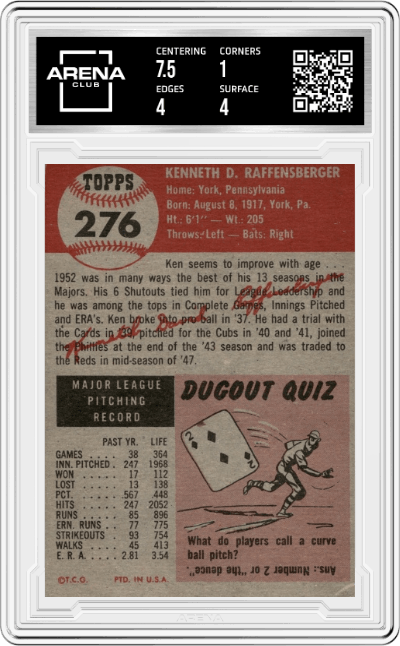 ARENA
CLUB
CENTERING CORNERS
7.5 1
EDGES SURFACE
4 4
TOPPS
276
KENNETH D. RAFFENSBERGER
Home: York, Pennsylvania
Born: August 8, 1917, York, Pa.
Ht.: 6'1" — Wt.: 205
Throws: Left — Bats: Right
Ken seems to improve with age . . .
1952 was in many ways the best of his 13 seasons in the
Majors. His 6 Shutouts tied him for League Leadership and
he was among the tops in Complete Games, Innings Pitched
and ERA's. Ken broke into pro ball in '37. He had a trial with
the Cards in '39, pitched for the Cubs in '40 and '41, joined
the Phillies at the end of the '43 season and was traded to
the Reds in mid-season of '47.
Kenneth David Raffensberger
MAJOR LEAGUE
PITCHING
RECORD
PAST YR. LIFE
GAMES . . . . . 38 364
INN. PITCHED. 247 1968
WON . . . . . . 17 112
LOST . . . . . . 13 138
PCT. . . . . . .567 .448
HITS . . . . . . 247 2052
RUNS . . . . . . 85 896
ERN. RUNS . . 77 775
STRIKEOUTS . 93 754
WALKS . . . . . 45 413
E. R. A. . . . . 2.81 3.54
©T.C.G. PTD. IN U.S.A.
DUGOUT QUIZ
2
2
What do players call a curve
ball pitch?
Ans.: Number 2 or "the deuce".
ARENA